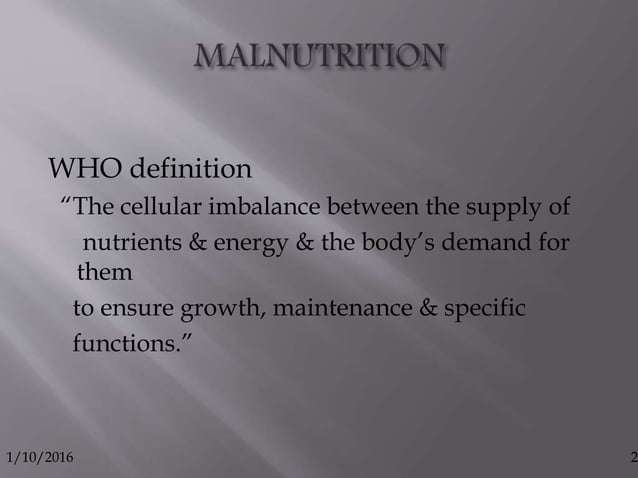 MALNUTRITION
WHO definition
“The cellular imbalance between the supply of
nutrients & energy & the body’s demand for
them
to ensure growth, maintenance & specific
functions.”
1/10/2016
2